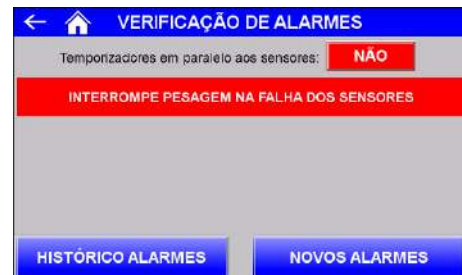 VERIFICAÇÃO DE ALARMES
Temporizadores em paralelo aos sensores: NÃO
INTERROMPE PESAGEM NA FALHA DOS SENSORES
HISTÓRICO ALARMES NOVOS ALARMES